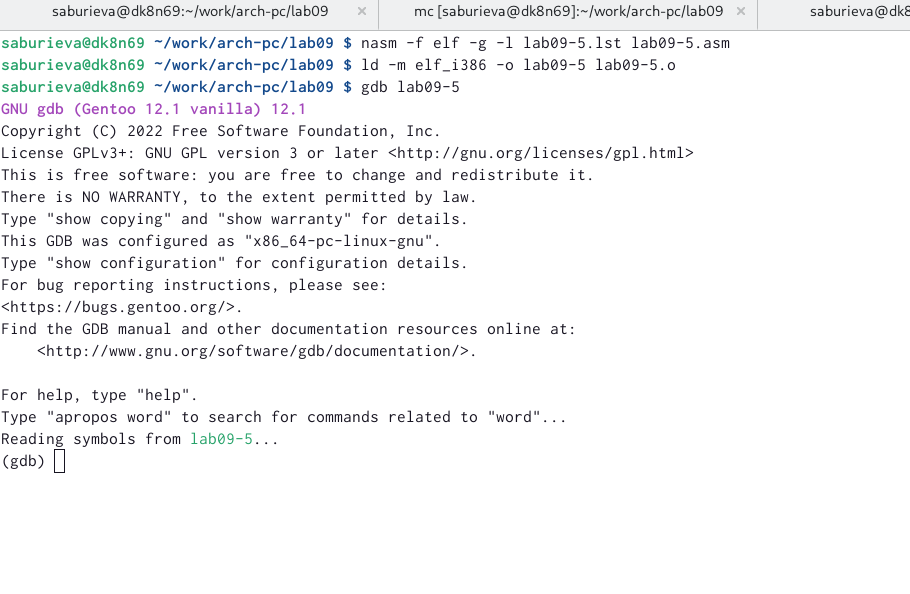 saburieva@dk8n69:~/work/arch-pc/lab09 × mc [saburieva@dk8n69]:~/work/arch-pc/lab09 × saburieva@dk8
saburieva@dk8n69 ~/work/arch-pc/lab09 $ nasm -f elf -g -l lab09-5.lst lab09-5.asm
saburieva@dk8n69 ~/work/arch-pc/lab09 $ ld -m elf_i386 -o lab09-5 lab09-5.o
saburieva@dk8n69 ~/work/arch-pc/lab09 $ gdb lab09-5
GNU gdb (Gentoo 12.1 vanilla) 12.1
Copyright (C) 2022 Free Software Foundation, Inc.
License GPLv3+: GNU GPL version 3 or later <http://gnu.org/licenses/gpl.html>
This is free software: you are free to change and redistribute it.
There is NO WARRANTY, to the extent permitted by law.
Type "show copying" and "show warranty" for details.
This GDB was configured as "x86_64-pc-linux-gnu".
Type "show configuration" for configuration details.
For bug reporting instructions, please see:
<https://bugs.gentoo.org/>.
Find the GDB manual and other documentation resources online at:
    <http://www.gnu.org/software/gdb/documentation/>.

For help, type "help".
Type "apropos word" to search for commands related to "word"...
Reading symbols from lab09-5...
(gdb)